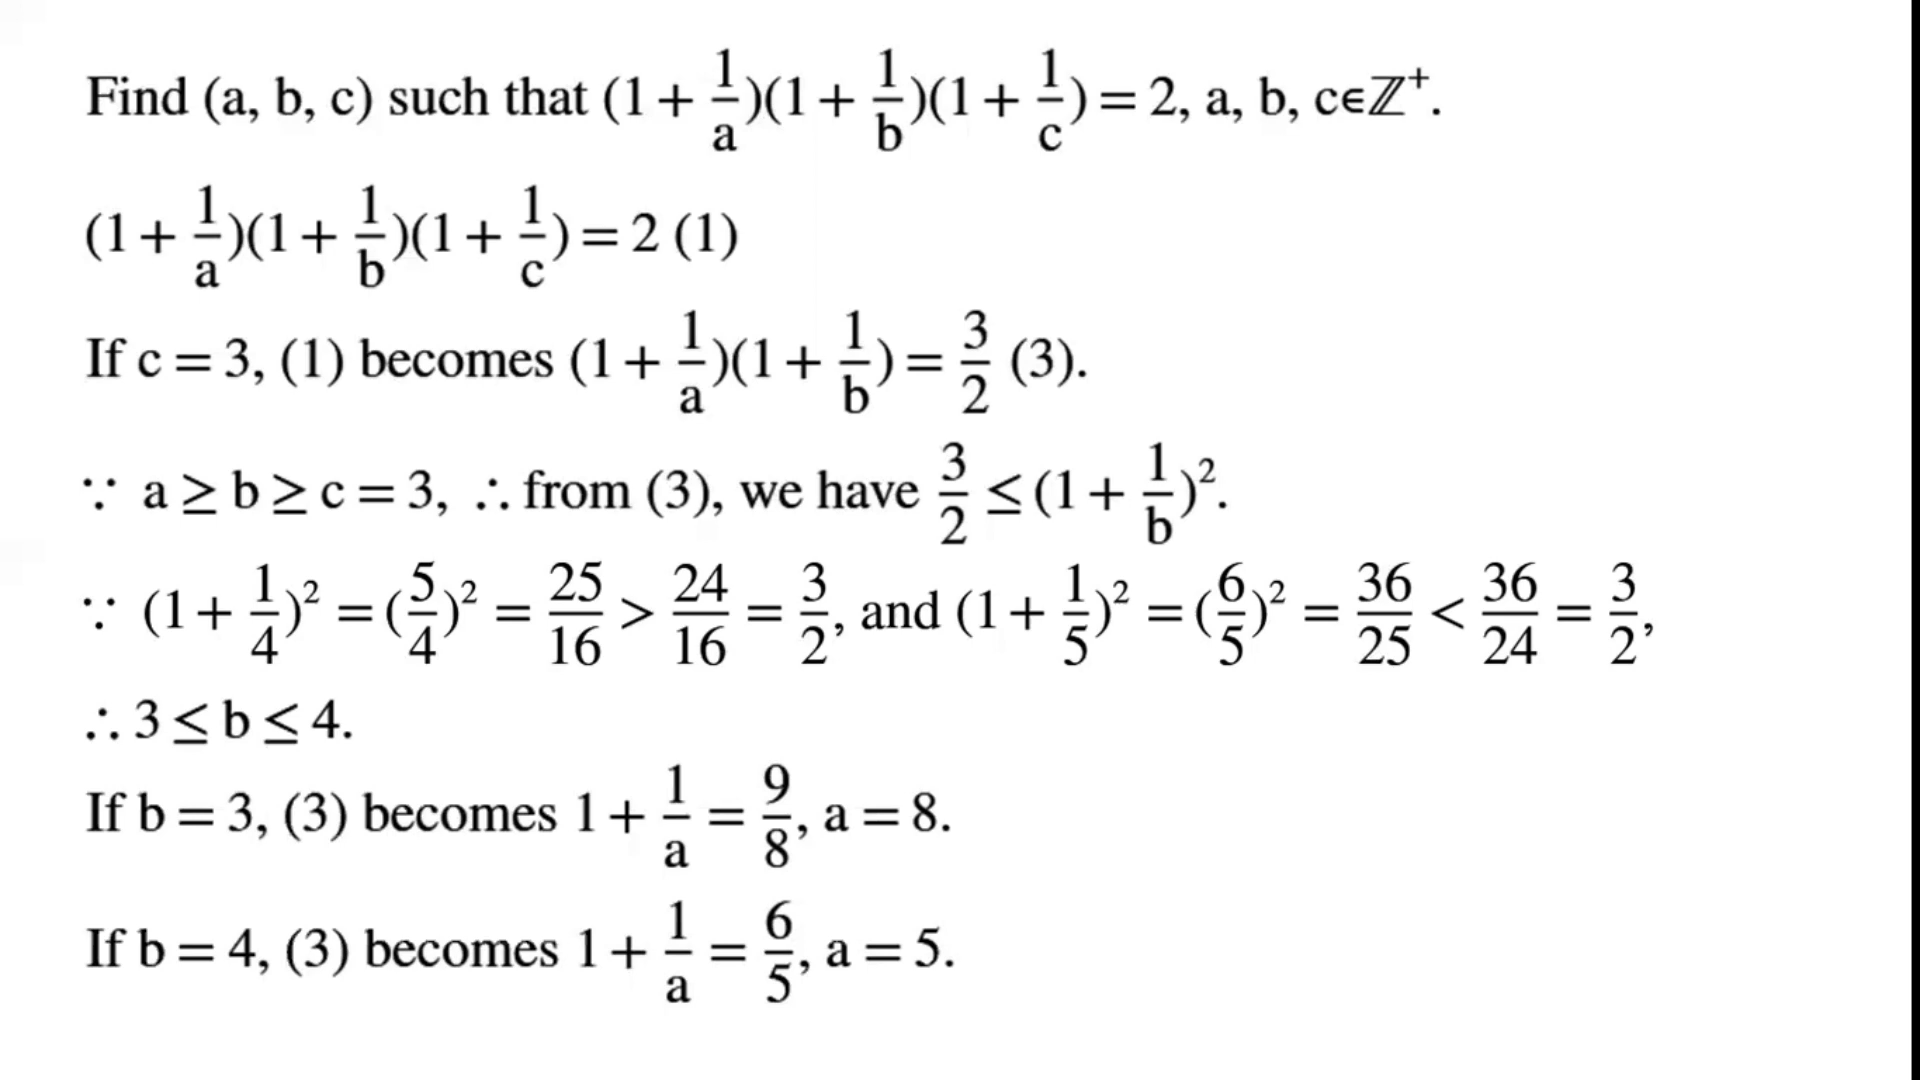 Find (a, b, c) such that (1 + 1/a)(1 + 1/b)(1 + 1/c) = 2, a, b, c∈ℤ⁺.
(1 + 1/a)(1 + 1/b)(1 + 1/c) = 2 (1)
If c = 3, (1) becomes (1 + 1/a)(1 + 1/b) = 3/2 (3).
∵ a ≥ b ≥ c = 3, ∴ from (3), we have 3/2 ≤ (1 + 1/b)².
∵ (1 + 1/4)² = (5/4)² = 25/16 > 24/16 = 3/2, and (1 + 1/5)² = (6/5)² = 36/25 < 36/24 = 3/2,
∴ 3 ≤ b ≤ 4.
If b = 3, (3) becomes 1 + 1/a = 9/8, a = 8.
If b = 4, (3) becomes 1 + 1/a = 6/5, a = 5.